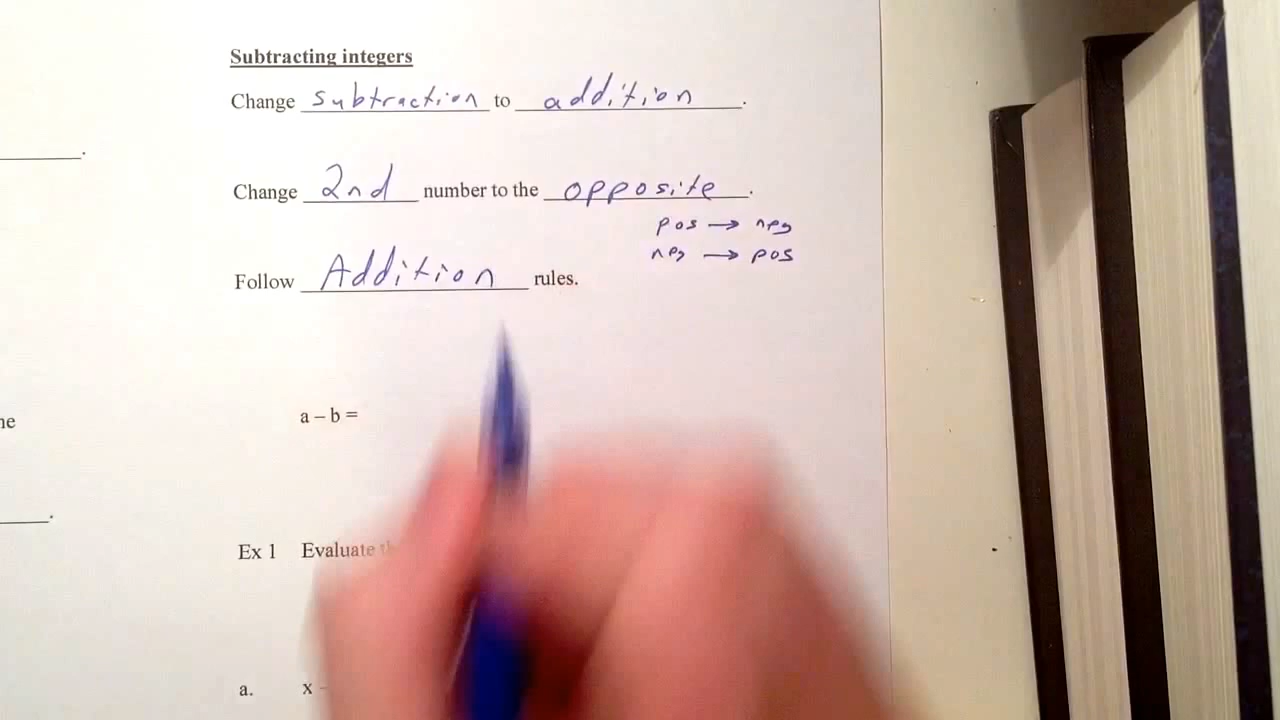 Subtracting integers
Change subtraction to addition.
Change 2nd number to the opposite.
pos → neg
neg → pos
Follow Addition rules.
a – b =
Ex 1 Evaluate
a. x -